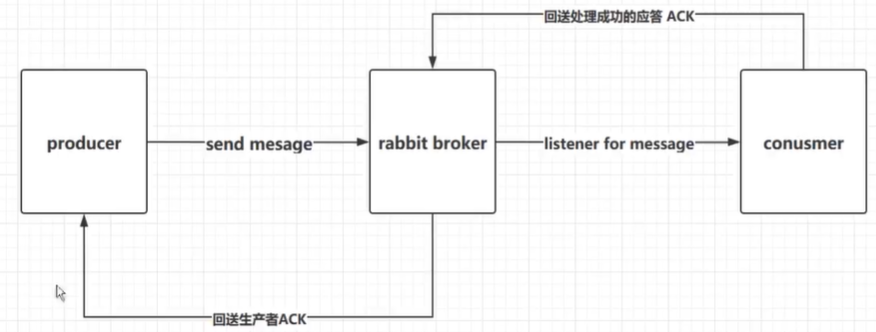 回送处理成功的应答 ACK
producer
send mesage
rabbit broker
listener for message
conusmer
回送生产者ACK